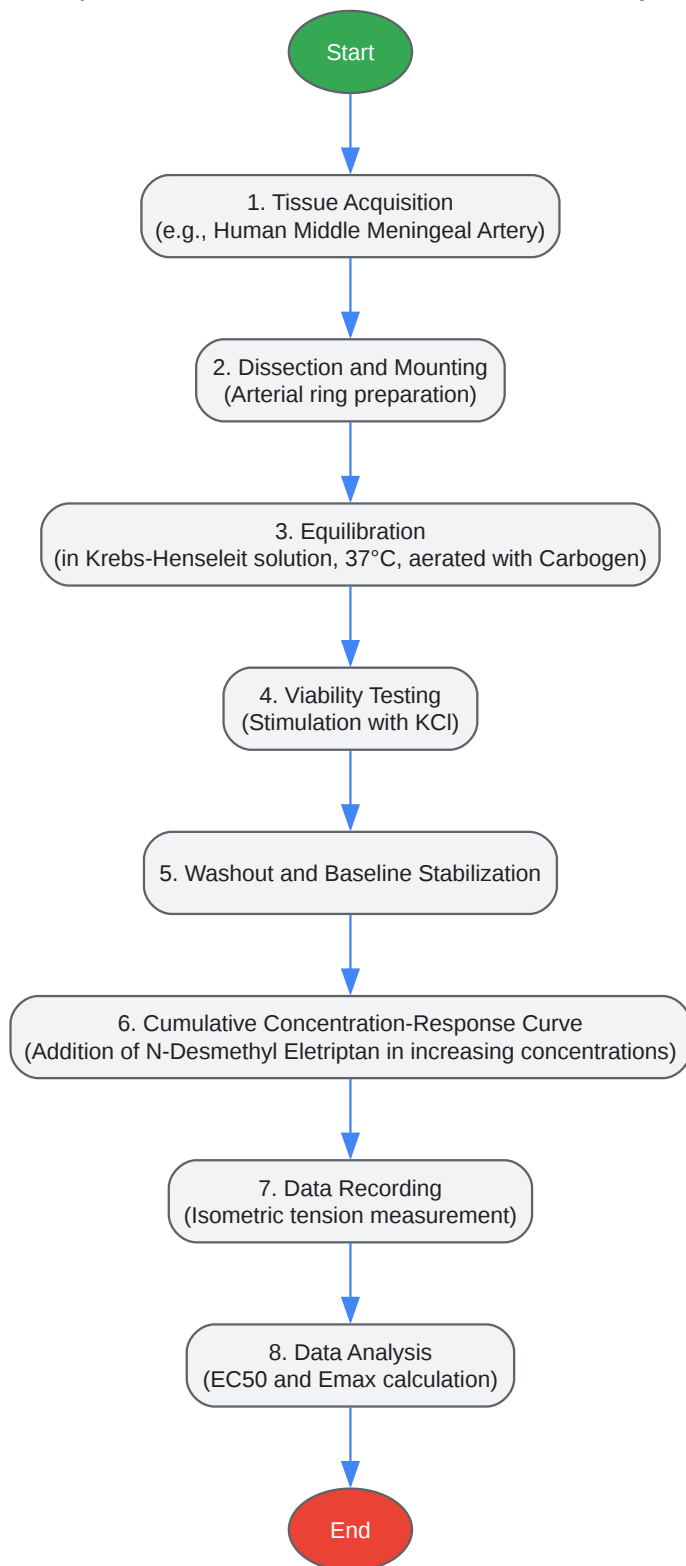 Start
1. Tissue Acquisition
(e.g., Human Middle Meningeal Artery)
2. Dissection and Mounting
(Arterial ring preparation)
3. Equilibration
(in Krebs-Henseleit solution, 37°C, aerated with Carbogen)
4. Viability Testing
(Stimulation with KCl)
5. Washout and Baseline Stabilization
6. Cumulative Concentration-Response Curve
(Addition of N-Desmethyl Eletriptan in increasing concentrations)
7. Data Recording
(Isometric tension measurement)
8. Data Analysis
(EC50 and Emax calculation)
End